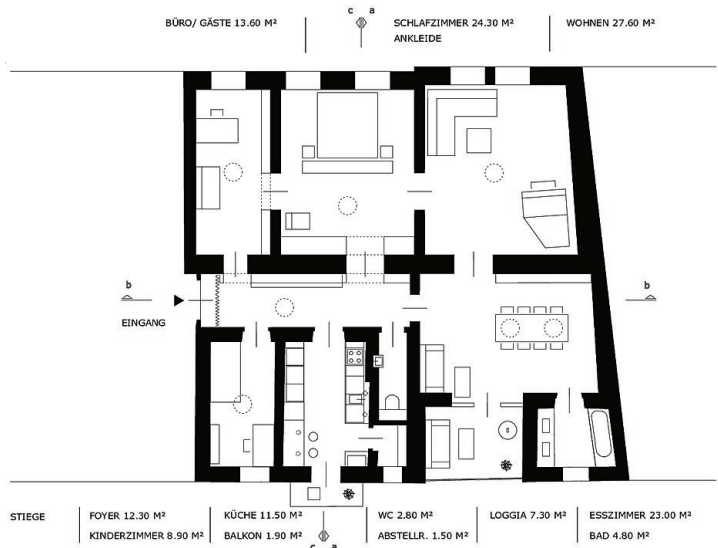 c a
BÜRO/ GÄSTE 13.60 M² SCHLAFZIMMER 24.30 M² WOHNEN 27.60 M²
ANKLEIDE
b b
EINGANG
STIEGE FOYER 12.30 M² KÜCHE 11.50 M² WC 2.80 M² LOGGIA 7.30 M² ESSZIMMER 23.00 M²
KINDERZIMMER 8.90 M² BALKON 1.90 M² ABSTELLR. 1.50 M² BAD 4.80 M²
c a